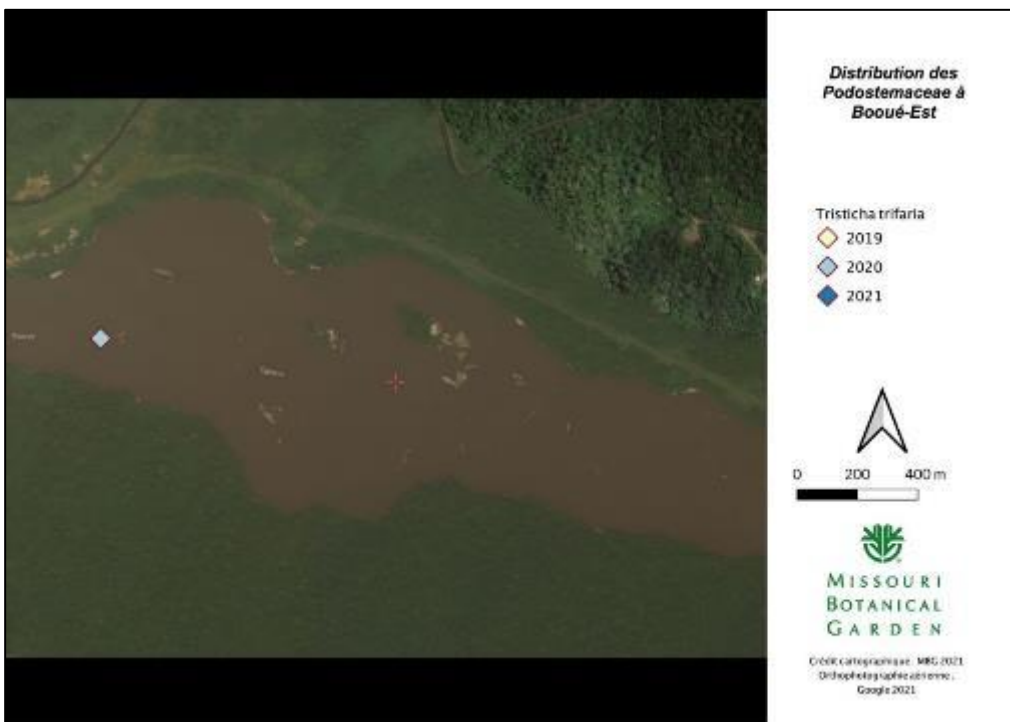 Distribution des
Podostemaceae à
Booué-Est
Tristicha trifaria
2019
2020
2021
0 200 400 m
MISSOURI
BOTANICAL
GARDEN
Crédit cartographique : MBG 2021
Orthophotographie aérienne,
Google 2021